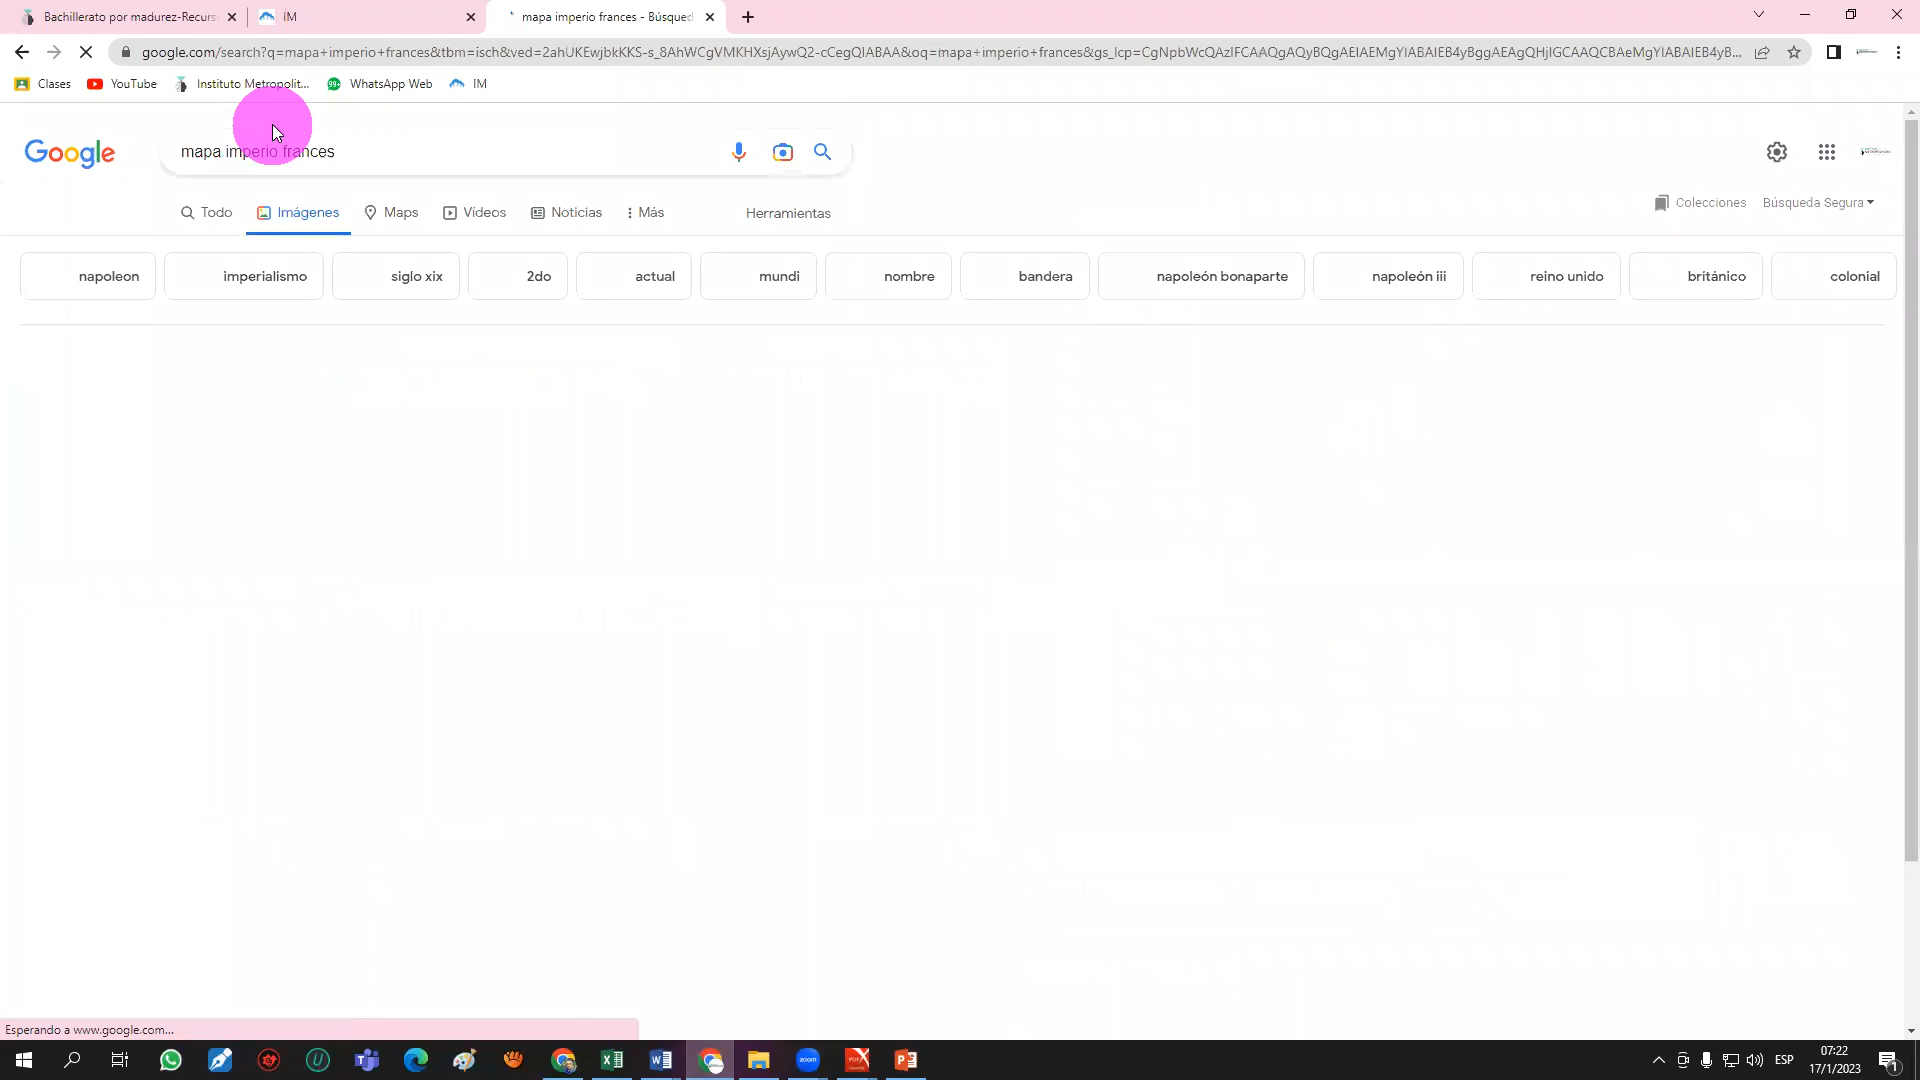 Bachillerato por madurez-Recurs
IM
mapa imperio frances - Búsqued
google.com/search?q=mapa+imperio+frances&tbm=isch&ved=2ahUKEwjbkKKS-s_8AhWCgVMKHXsjAywQ2-cCegQIABAA&oq=mapa+imperio+frances&gs_lcp=CgNpbWcQAzIFCAAQgAQyBQgAEIAEMgYIABAIEB4yBggAEAgQHjIGCAAQCBAeMgYIABAIEB4yB...
Clases
YouTube
Instituto Metropolit...
WhatsApp Web
IM
Google
mapa imperio frances
Todo
Imágenes
Maps
Vídeos
Noticias
Más
Herramientas
Colecciones
Búsqueda Segura
napoleon
imperialismo
siglo xix
2do
actual
mundi
nombre
bandera
napoleón bonaparte
napoleón iii
reino unido
británico
colonial
Esperando a www.google.com...
zoom
ESP
07:22
17/1/2023
1